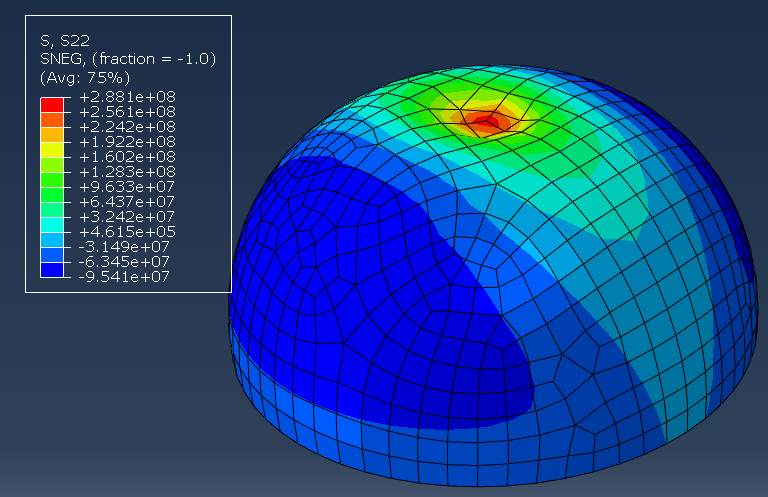 S, S22
SNEG, (fraction = -1.0)
(Avg: 75%)
+2.881e+08
+2.561e+08
+2.242e+08
+1.922e+08
+1.602e+08
+1.283e+08
+9.633e+07
+6.437e+07
+3.242e+07
+4.615e+05
-3.149e+07
-6.345e+07
-9.541e+07